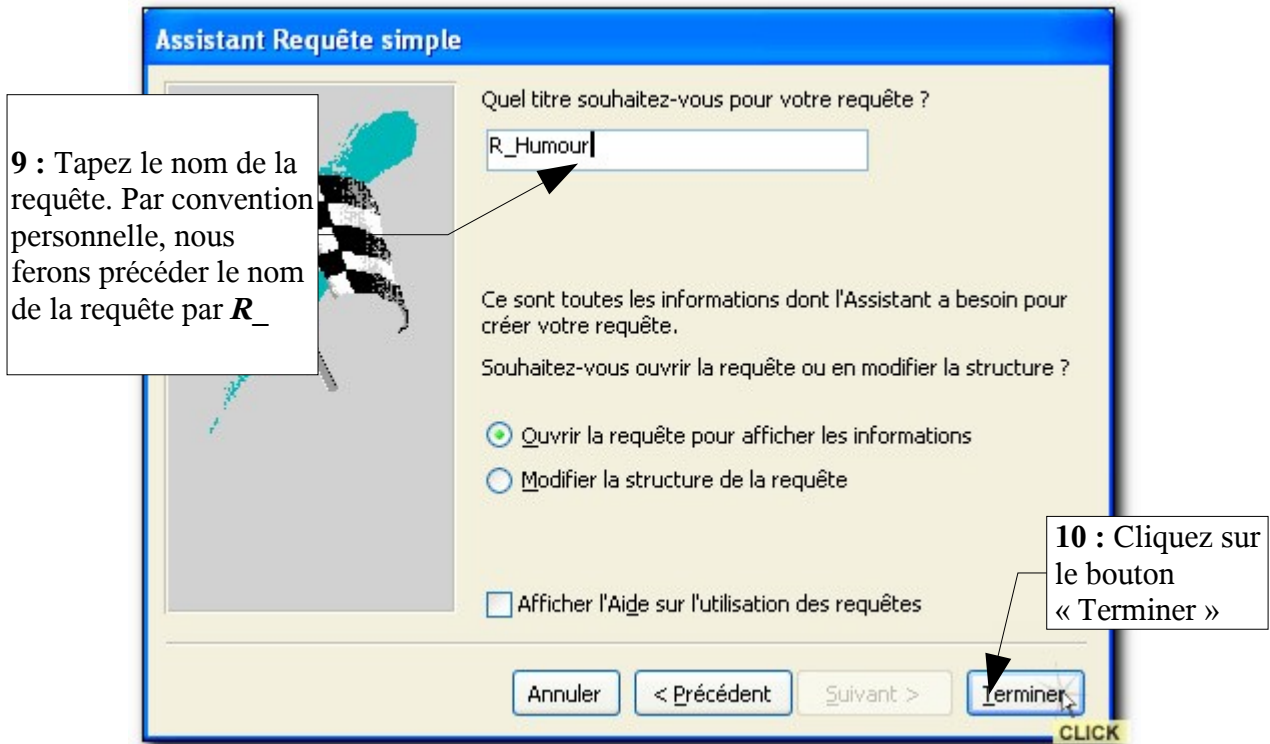 Assistant Requête simple
Quel titre souhaitez-vous pour votre requête ?
R_Humour
9 : Tapez le nom de la
requête. Par convention
personnelle, nous
ferons précéder le nom
de la requête par R_
Ce sont toutes les informations dont l'Assistant a besoin pour
créer votre requête.
Souhaitez-vous ouvrir la requête ou en modifier la structure ?
Ouvrir la requête pour afficher les informations
Modifier la structure de la requête
10 : Cliquez sur
le bouton
« Terminer »
Afficher l'Aide sur l'utilisation des requêtes
Annuler
< Précédent
Suivant >
Terminer
CLICK